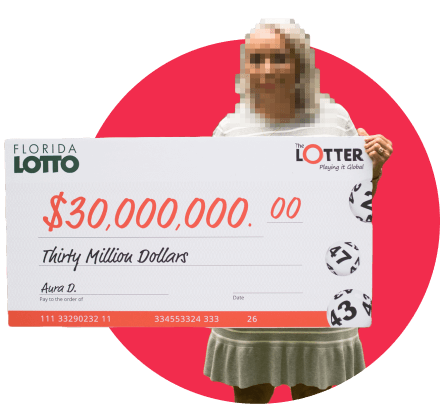 FLORIDA
LOTTO
The LOTTER
Playing it Global
$30,000,000.00
Thirty Million Dollars
Aura D.
Pay to the order of
Date
111 33290232 11 334553324 333 26
47
43